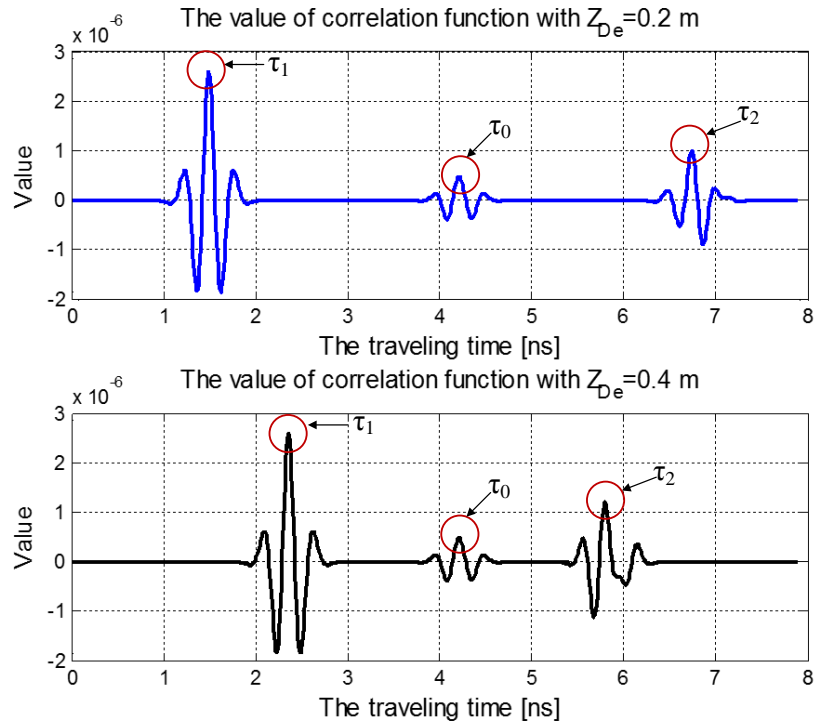 The value of correlation function with Z_De=0.2 m
x 10^-6
3
2
1
0
-1
-2
Value
τ1
τ0
τ2
0 1 2 3 4 5 6 7 8
The traveling time [ns]
The value of correlation function with Z_De=0.4 m
x 10^-6
3
2
1
0
-1
-2
Value
τ1
τ0
τ2
0 1 2 3 4 5 6 7 8
The traveling time [ns]